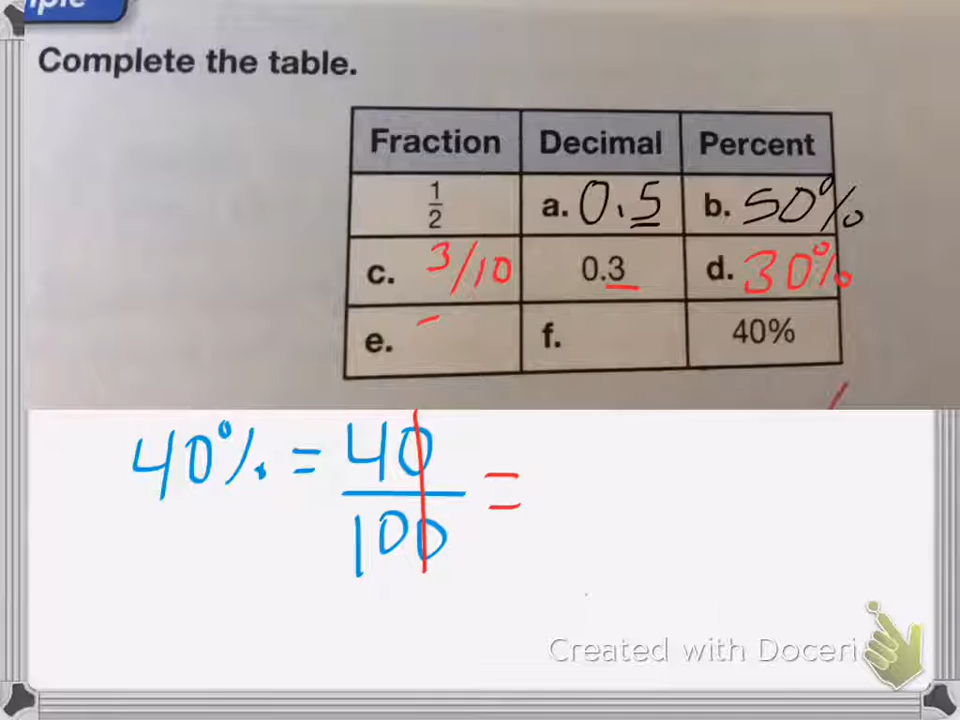 Complete the table.
Fraction Decimal Percent
1/2 a. 0.5 b. 50%
c. 3/10 0.3 d. 30%
e. f. 40%
40% = 40/100 =
Created with Doceri